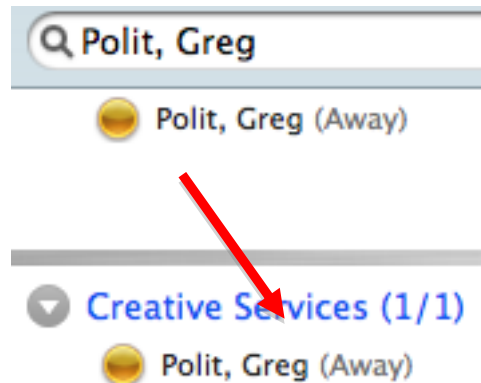 Polit, Greg
Polit, Greg (Away)
Creative Services (1/1)
Polit, Greg (Away)